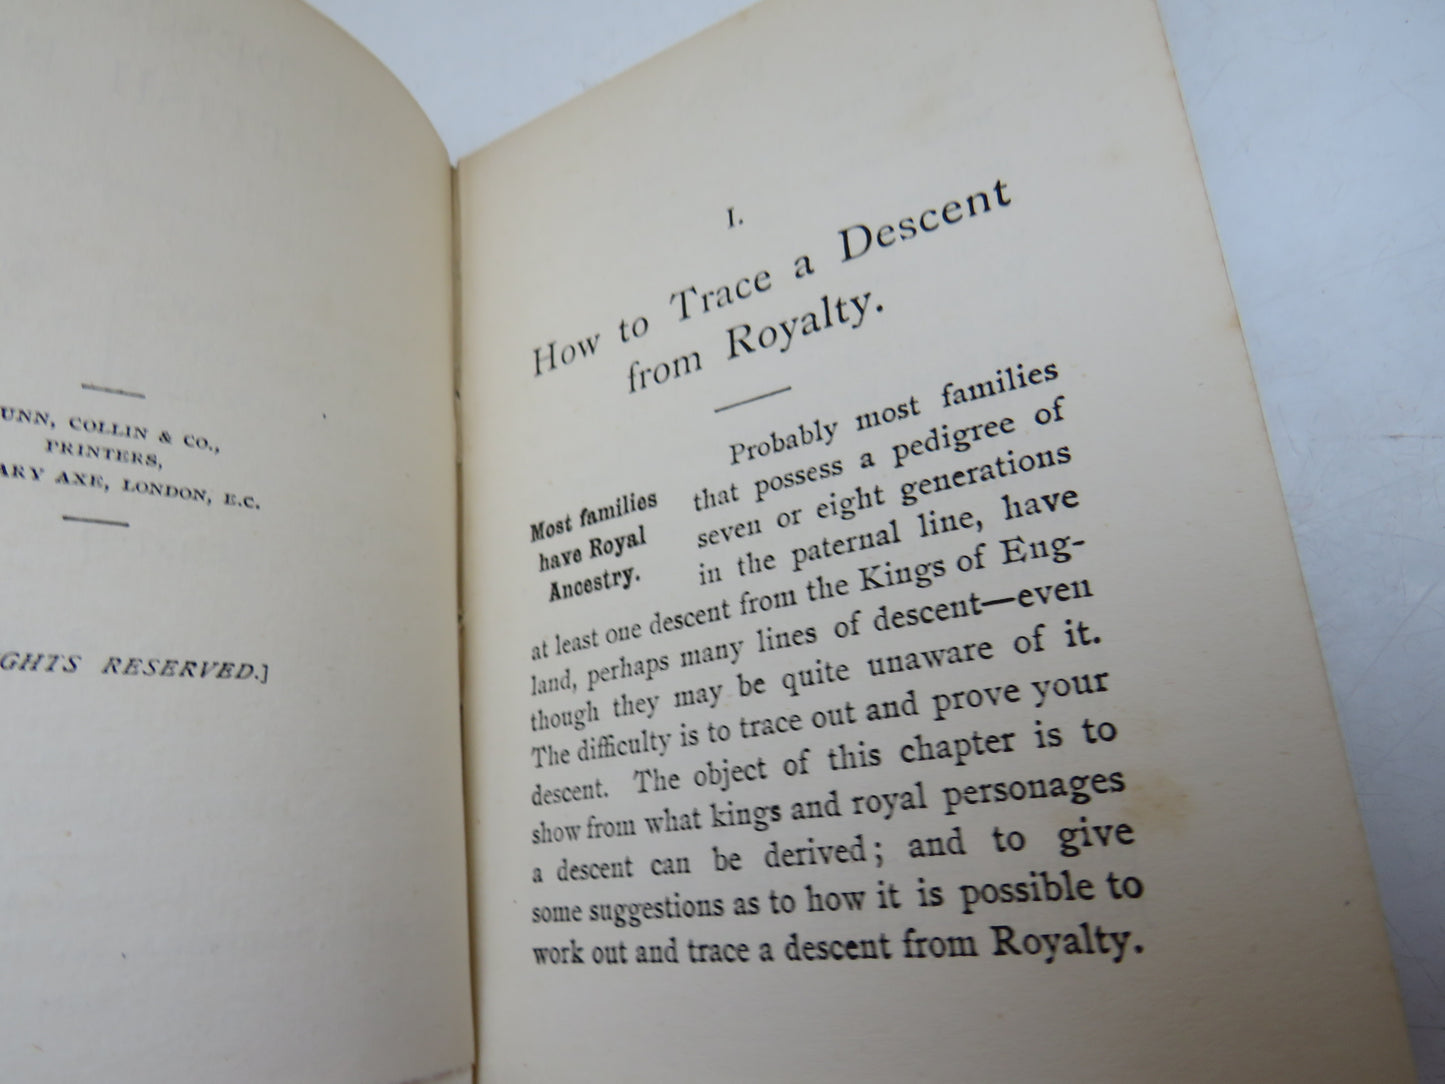 COLLIN & CO.,
PRINTERS,
AXE, LONDON, E.C.
RESERVED.]
I.
How to Trace a Descent
from Royalty.
Most families
have Royal
Ancestry.
Probably most families
that possess a pedigree of
seven or eight generations
in the paternal line, have
at least one descent from the Kings of Eng-
land, perhaps many lines of descent—even
though they may be quite unaware of it.
The difficulty is to trace out and prove your
descent. The object of this chapter is to
show from what kings and royal personages
a descent can be derived; and to give
some suggestions as to how it is possible to
work out and trace a descent from Royalty.